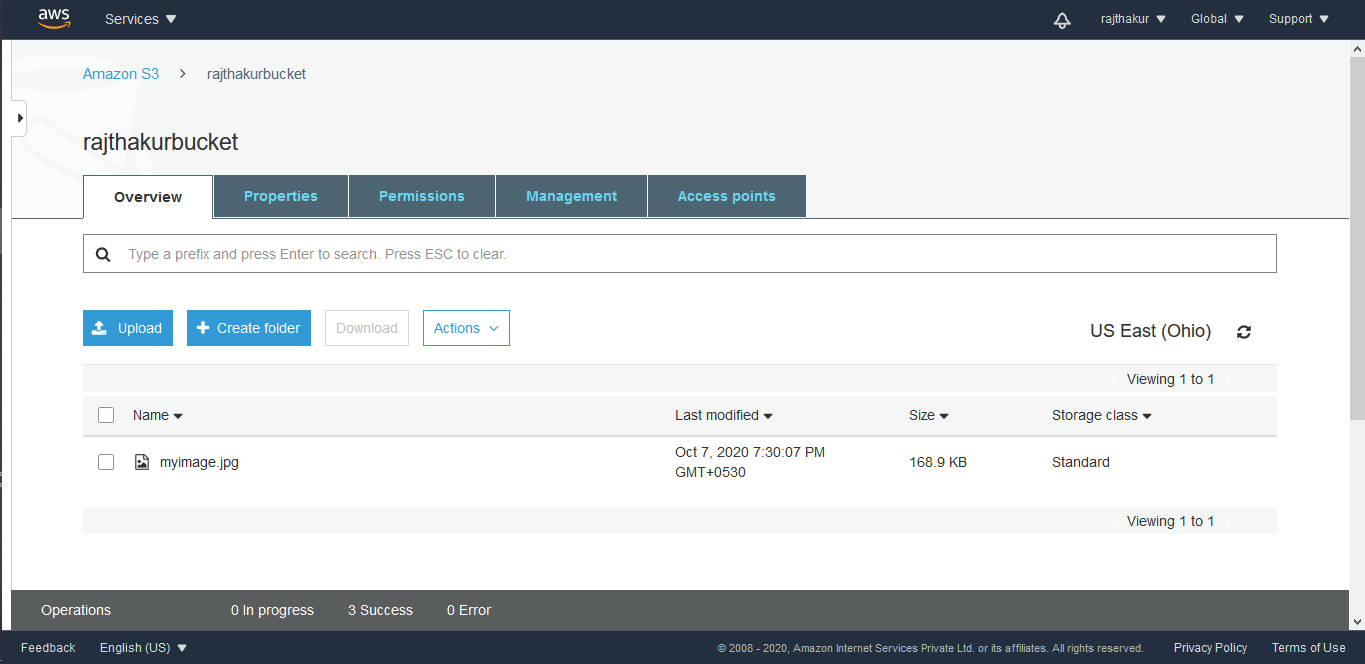 aws Services rajthakur Global Support
Amazon S3 > rajthakurbucket
rajthakurbucket
Overview Properties Permissions Management Access points
Type a prefix and press Enter to search. Press ESC to clear.
Upload Create folder Download Actions US East (Ohio)
Viewing 1 to 1
Name Last modified Size Storage class
myimage.jpg Oct 7, 2020 7:30:07 PM 168.9 KB Standard
GMT+0530
Viewing 1 to 1
Operations 0 In progress 3 Success 0 Error
Feedback English (US) © 2008 - 2020, Amazon Internet Services Private Ltd. or its affiliates. All rights reserved. Privacy Policy Terms of Use